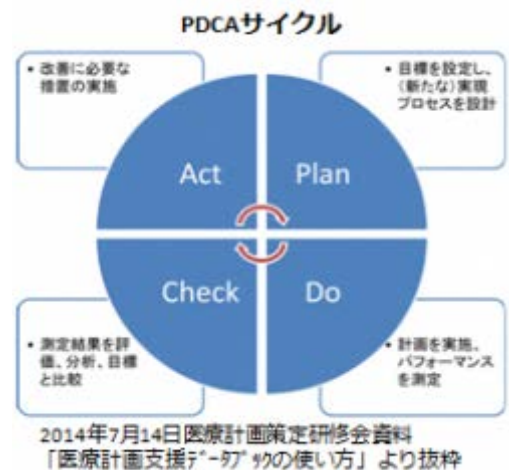 PDCAサイクル
• 改善に必要な
措置の実施
• 目標を設定し、
(新たな)実現
プロセスを設計
Act
Plan
Check
Do
• 測定結果を評
価、分析、目標
と比較
• 計画を実施、
パフォーマンス
を測定
2014年7月14日医療計画策定研修会資料
「医療計画支援ﾃﾞｰﾀﾌﾞｯｸの使い方」より抜粋